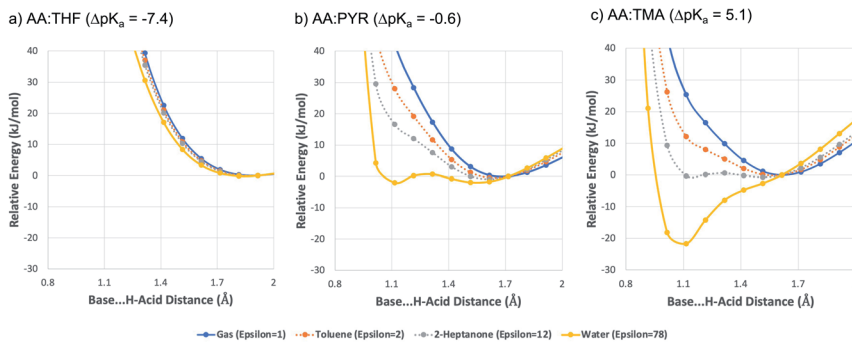 a) AA:THF (ΔpKa = -7.4)
b) AA:PYR (ΔpKa = -0.6)
c) AA:TMA (ΔpKa = 5.1)
Relative Energy (kJ/mol)
40
30
20
10
0
-10
-20
-30
0.8
1.1
1.4
1.7
2
Base...H-Acid Distance (Å)
Relative Energy (kJ/mol)
40
30
20
10
0
-10
-20
-30
0.8
1.1
1.4
1.7
2
Base...H-Acid Distance (Å)
Relative Energy (kJ/mol)
40
30
20
10
0
-10
-20
-30
0.8
1.1
1.4
1.7
Base...H-Acid Distance (Å)
Gas (Epsilon=1)
Toluene (Epsilon=2)
2-Heptanone (Epsilon=12)
Water (Epsilon=78)